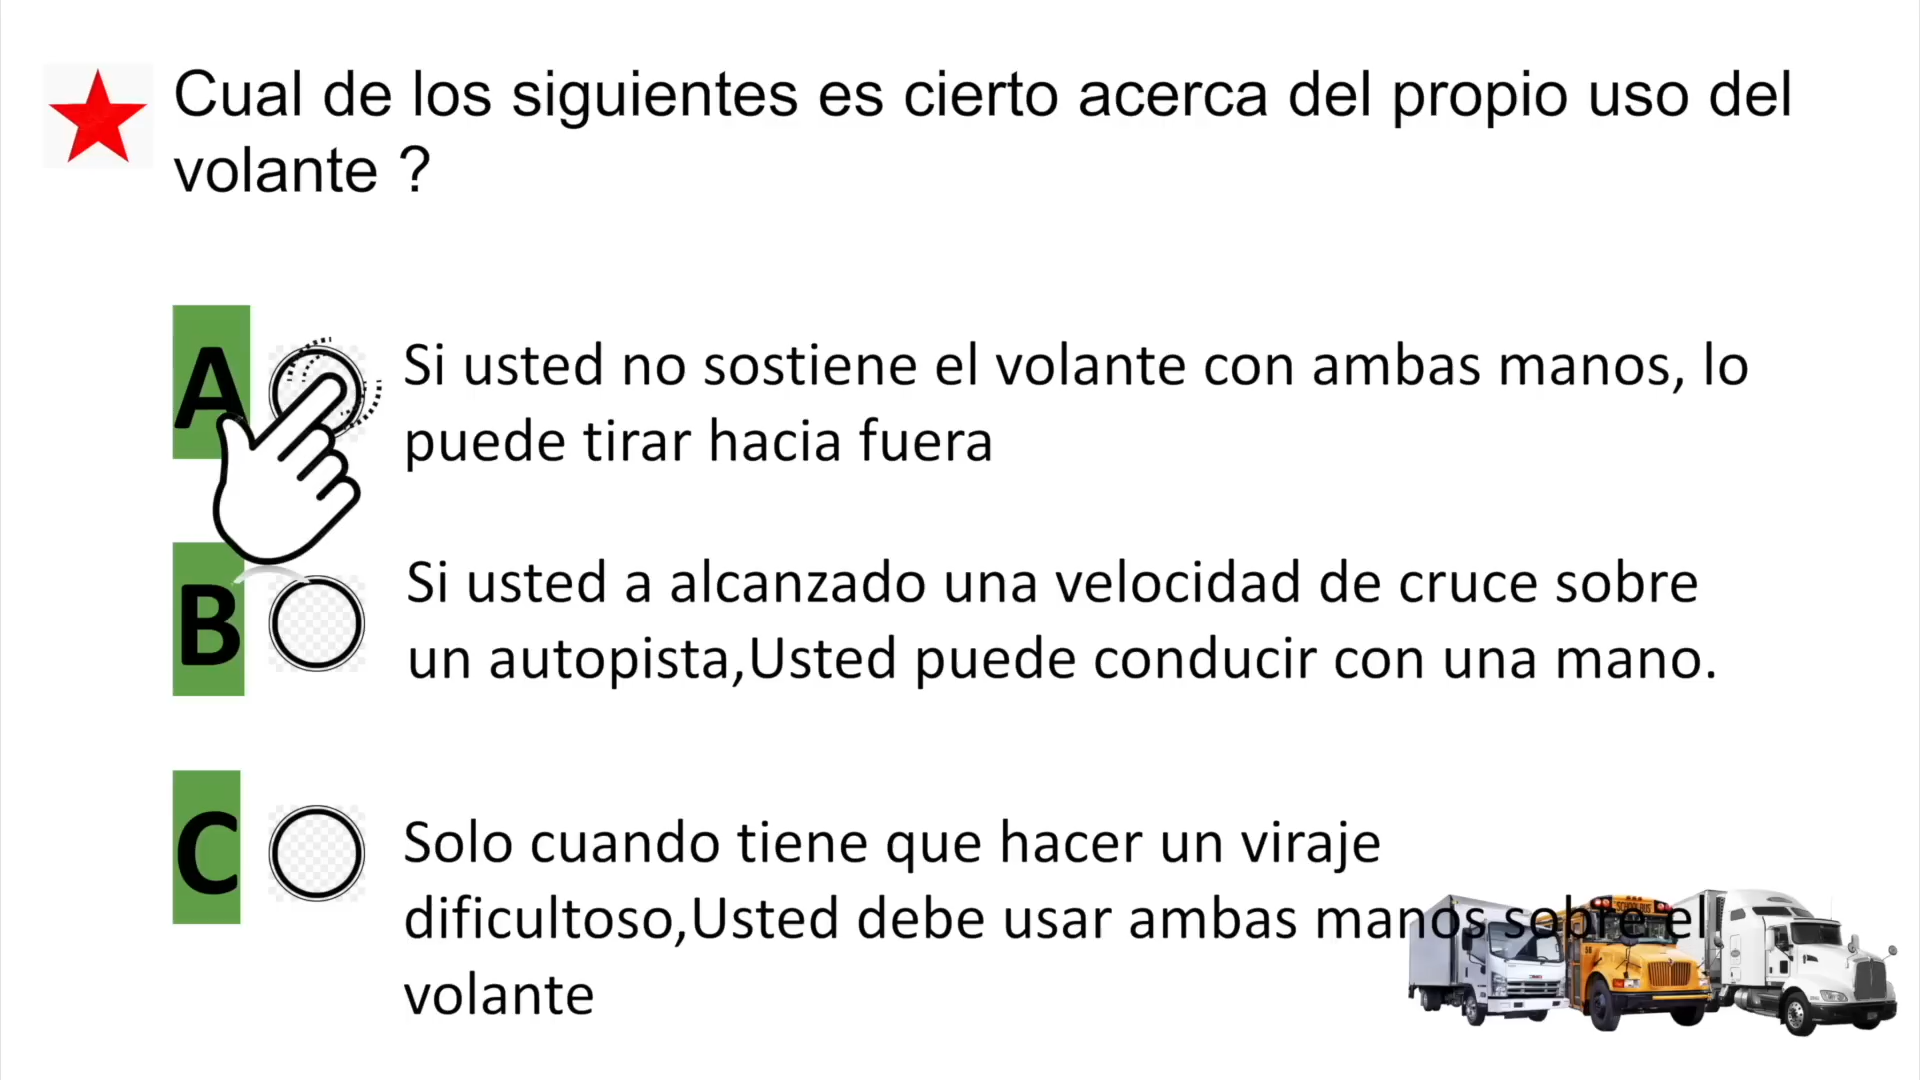 Cual de los siguientes es cierto acerca del propio uso del
volante ?
A
Si usted no sostiene el volante con ambas manos, lo
puede tirar hacia fuera
B
Si usted a alcanzado una velocidad de cruce sobre
un autopista,Usted puede conducir con una mano.
C
Solo cuando tiene que hacer un viraje
dificultoso,Usted debe usar ambas manos sobre el
volante
SCHOOL BUS